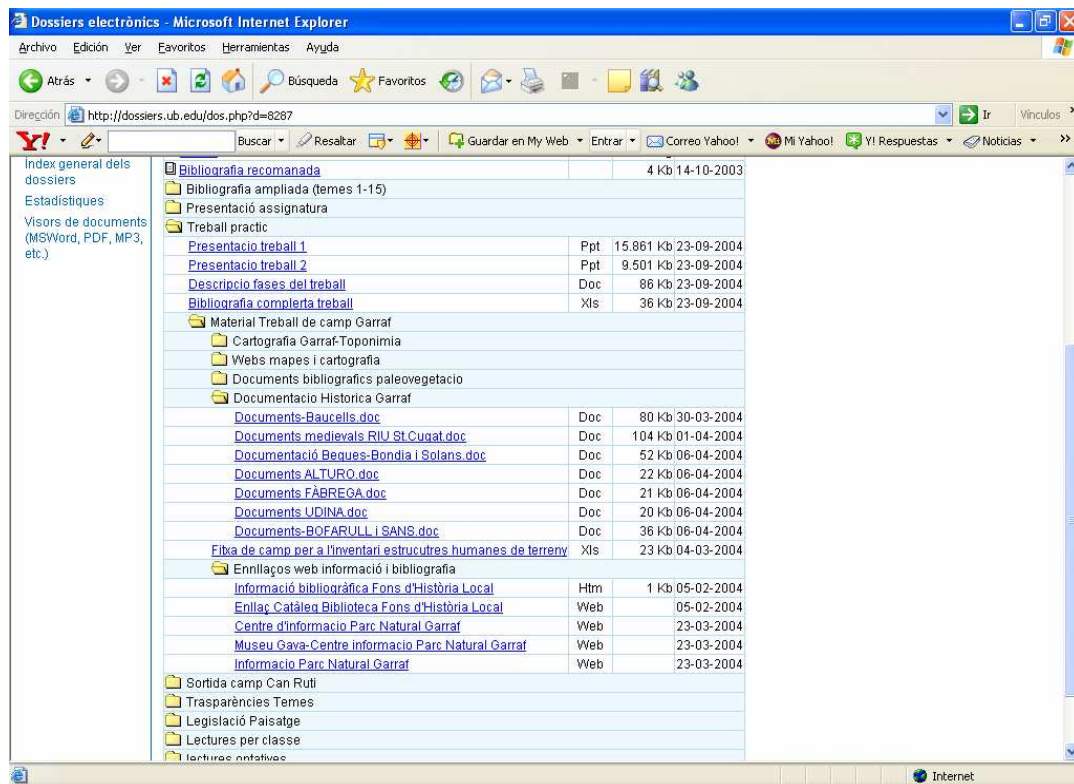 Dossiers electrònics - Microsoft Internet Explorer
Archivo Edición Ver Favoritos Herramientas Ayuda
Atrás Búsqueda Favoritos
Dirección http://dossiers.ub.edu/dos.php?d=8287 Ir Vínculos
Y! Buscar Resaltar Guardar en My Web Entrar Correo Yahoo! Mi Yahoo! Y! Respuestas Noticias
Índex general dels
dossiers
Estadístiques
Visors de documents
(MSWord, PDF, MP3,
etc.)
Bibliografia recomanada 4 Kb 14-10-2003
Bibliografia ampliada (temes 1-15)
Presentació assignatura
Treball practic
Presentacio treball 1 Ppt 15.861 Kb 23-09-2004
Presentacio treball 2 Ppt 9.501 Kb 23-09-2004
Descripcio fases del treball Doc 86 Kb 23-09-2004
Bibliografia complerta treball Xls 36 Kb 23-09-2004
Material Treball de camp Garraf
Cartografia Garraf-Toponimia
Webs mapes i cartografia
Documents bibliografics paleovegetacio
Documentacio Historica Garraf
Documents-Baucells.doc Doc 80 Kb 30-03-2004
Documents medievals RIU St.Cugat.doc Doc 104 Kb 01-04-2004
Documentació Begues-Bondia i Solans.doc Doc 52 Kb 06-04-2004
Documents ALTURO.doc Doc 22 Kb 06-04-2004
Documents FÀBREGA.doc Doc 21 Kb 06-04-2004
Documents UDINA.doc Doc 20 Kb 06-04-2004
Documents-BOFARULL i SANS.doc Doc 36 Kb 06-04-2004
Fitxa de camp per a l'inventari estrucutres humanes de terreny Xls 23 Kb 04-03-2004
Ennllaços web informació i bibliografia
Informació bibliogràfica Fons d'Història Local Htm 1 Kb 05-02-2004
Enllaç Catàleg Biblioteca Fons d'Història Local Web 05-02-2004
Centre d'informacio Parc Natural Garraf Web 23-03-2004
Museu Gava-Centre informacio Parc Natural Garraf Web 23-03-2004
Informacio Parc Natural Garraf Web 23-03-2004
Sortida camp Can Ruti
Trasparències Temes
Legislació Paisatge
Lectures per classe
lectures optatives
Internet